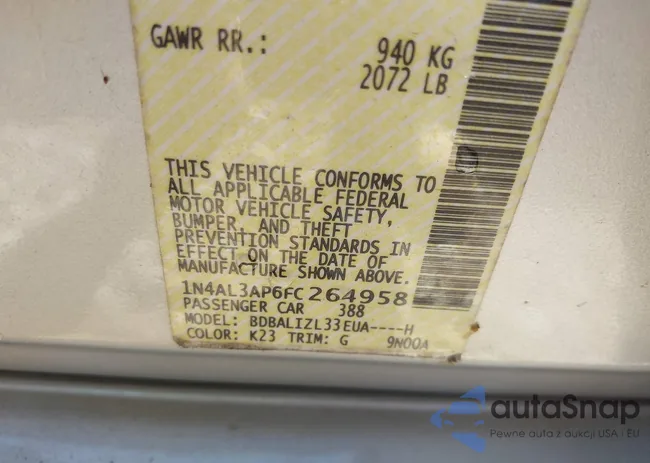 GAWR RR.: 940 KG
2072 LB
THIS VEHICLE CONFORMS TO
ALL APPLICABLE FEDERAL
MOTOR VEHICLE SAFETY,
BUMPER, AND THEFT
PREVENTION STANDARDS IN
EFFECT ON THE DATE OF
MANUFACTURE SHOWN ABOVE.
1N4AL3AP6FC264958
PASSENGER CAR 388
MODEL: BDBALIZL33EUA----H
COLOR: K23 TRIM: G 9N00A
autaSnap
Pewne auta z aukcji USA i EU